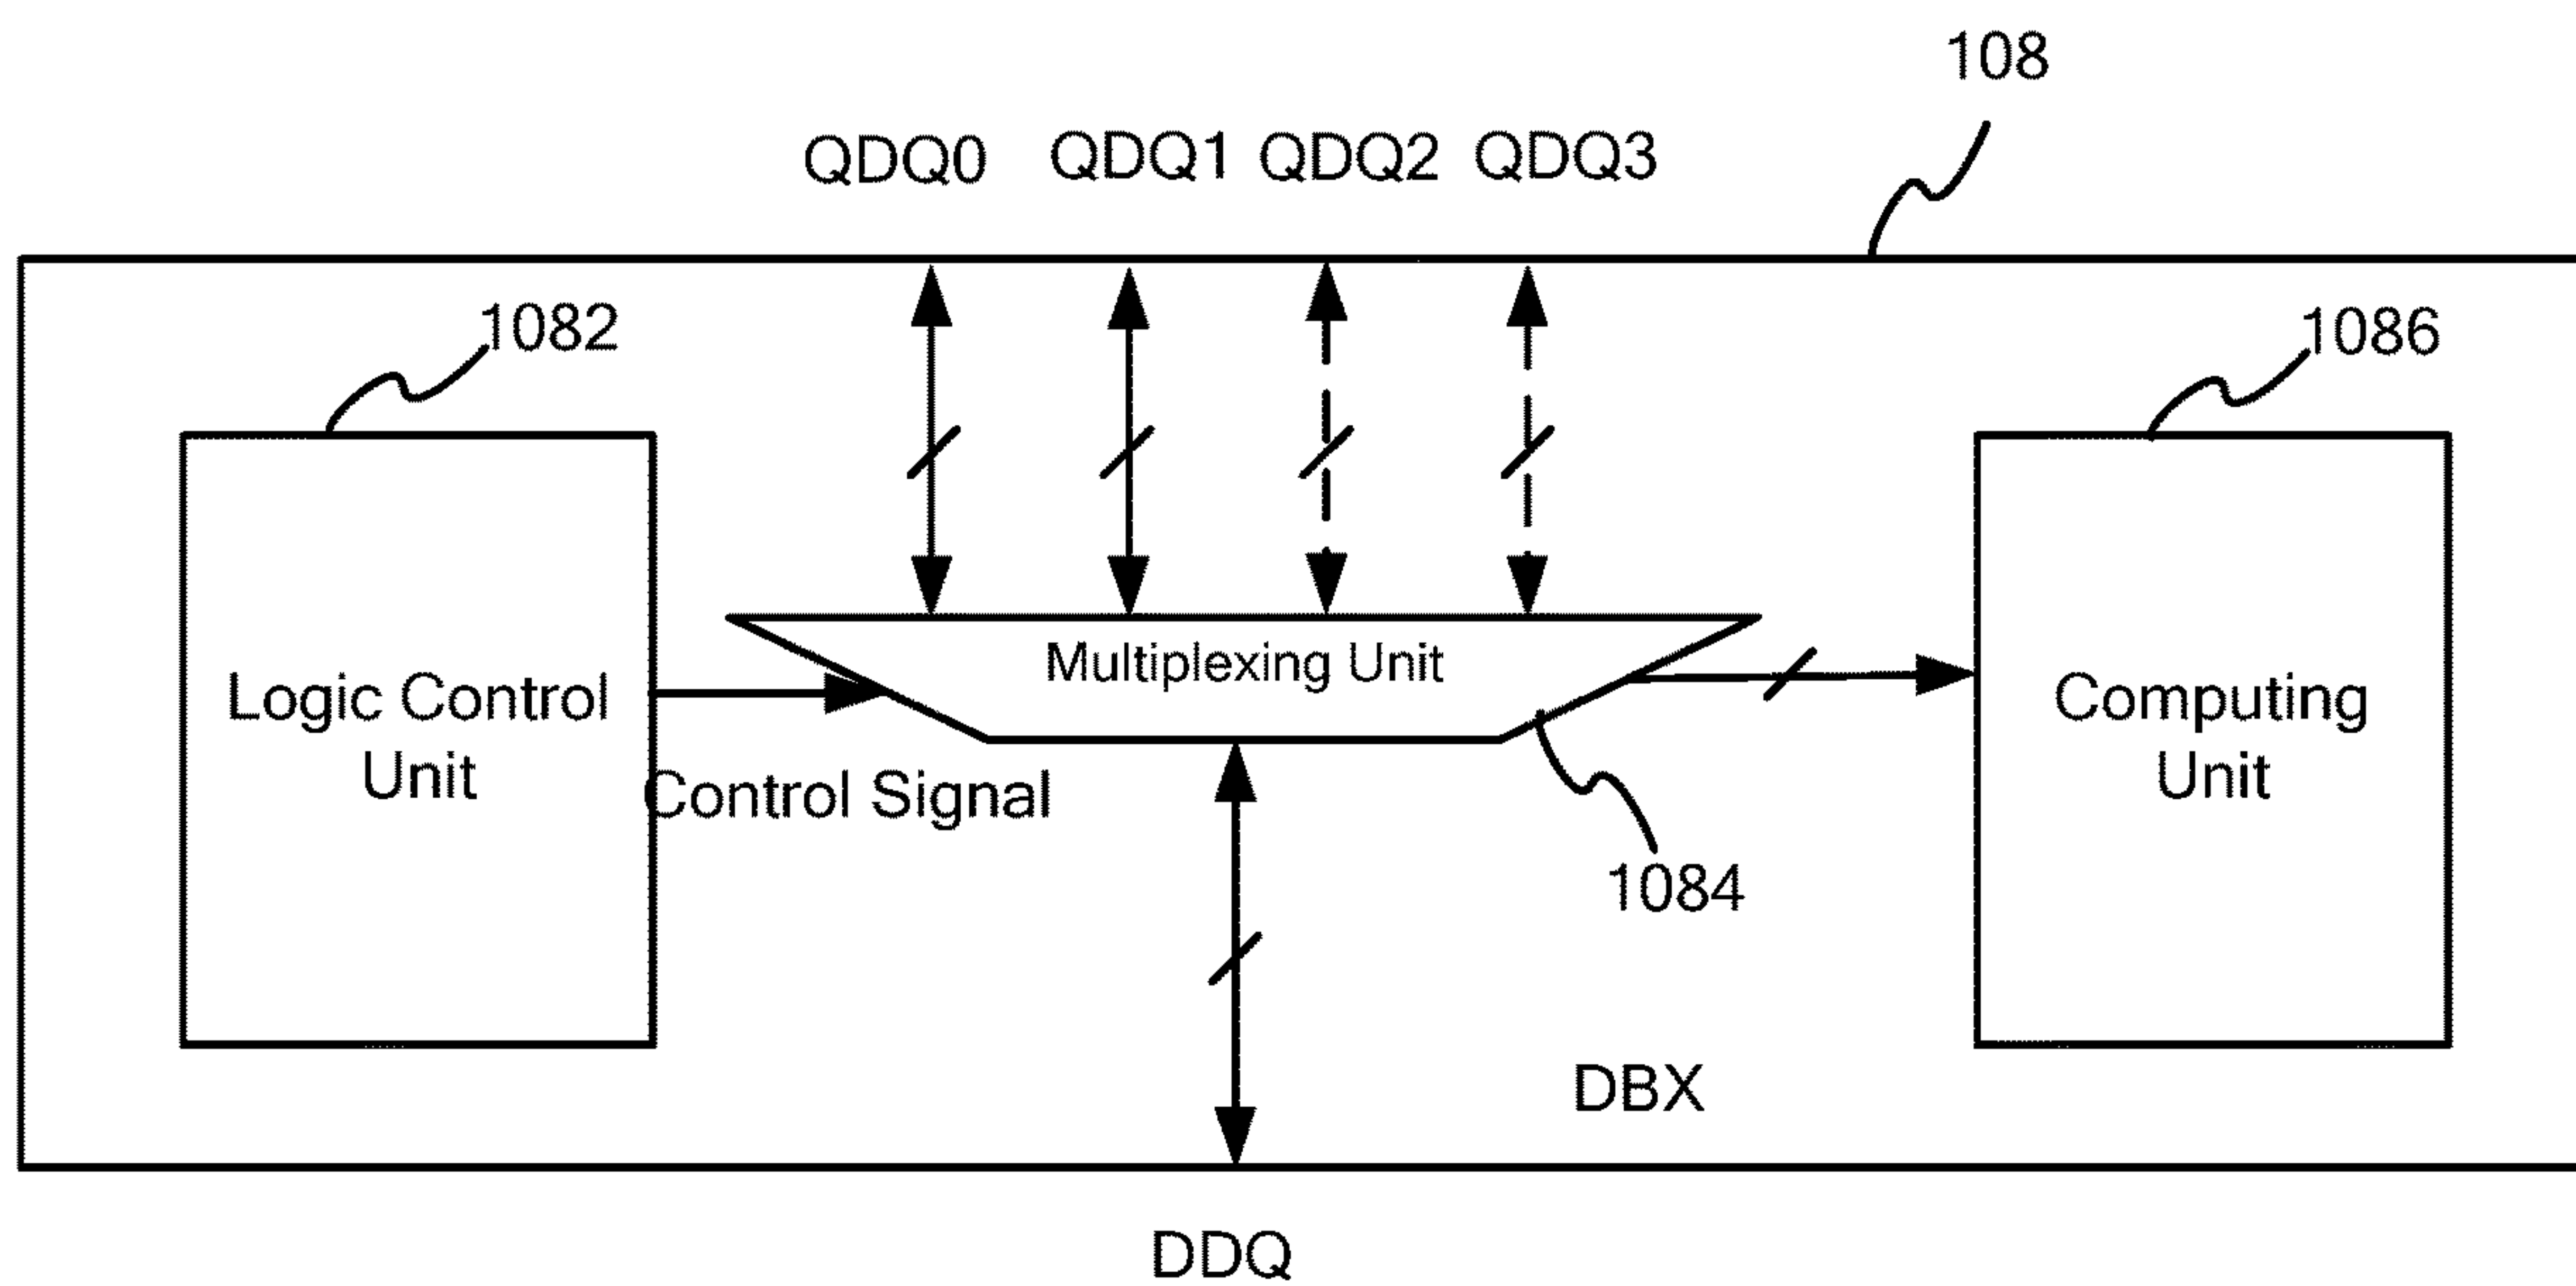 108
QDQ0 QDQ1 QDQ2 QDQ3
1082
1086
Multiplexing Unit
Logic Control
Unit
Computing
Unit
Control Signal
1084
DBX
DDQ